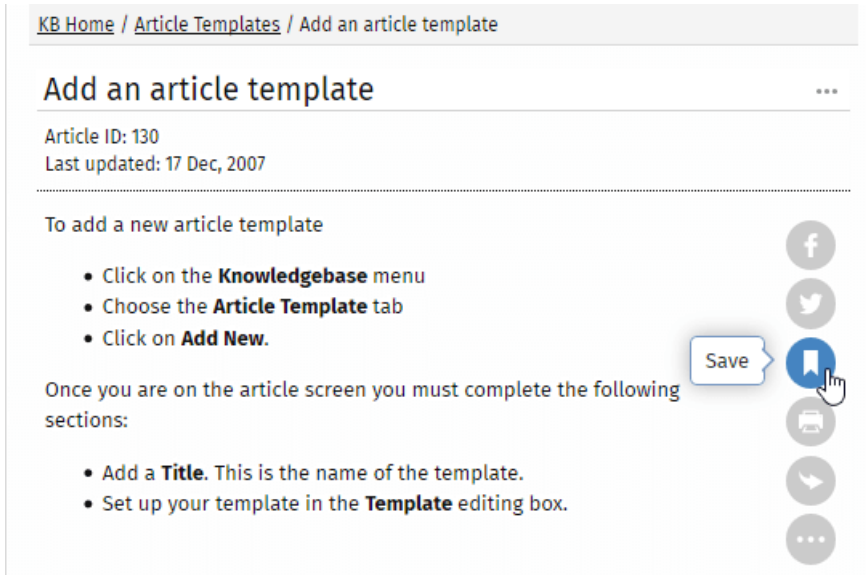 KB Home / Article Templates / Add an article template
Add an article template
Article ID: 130
Last updated: 17 Dec, 2007
To add a new article template
• Click on the Knowledgebase menu
• Choose the Article Template tab
• Click on Add New.
Save
Once you are on the article screen you must complete the following
sections:
• Add a Title. This is the name of the template.
• Set up your template in the Template editing box.